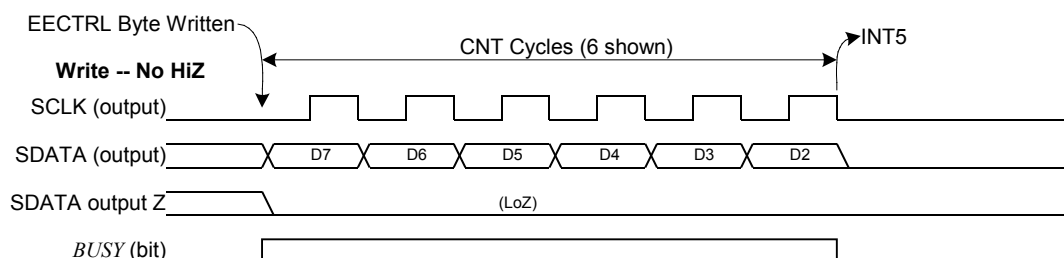 EECTRL Byte Written
CNT Cycles (6 shown)
INT5
Write -- No HiZ
SCLK (output)
SDATA (output)
D7 D6 D5 D4 D3 D2
SDATA output Z
(LoZ)
BUSY (bit)